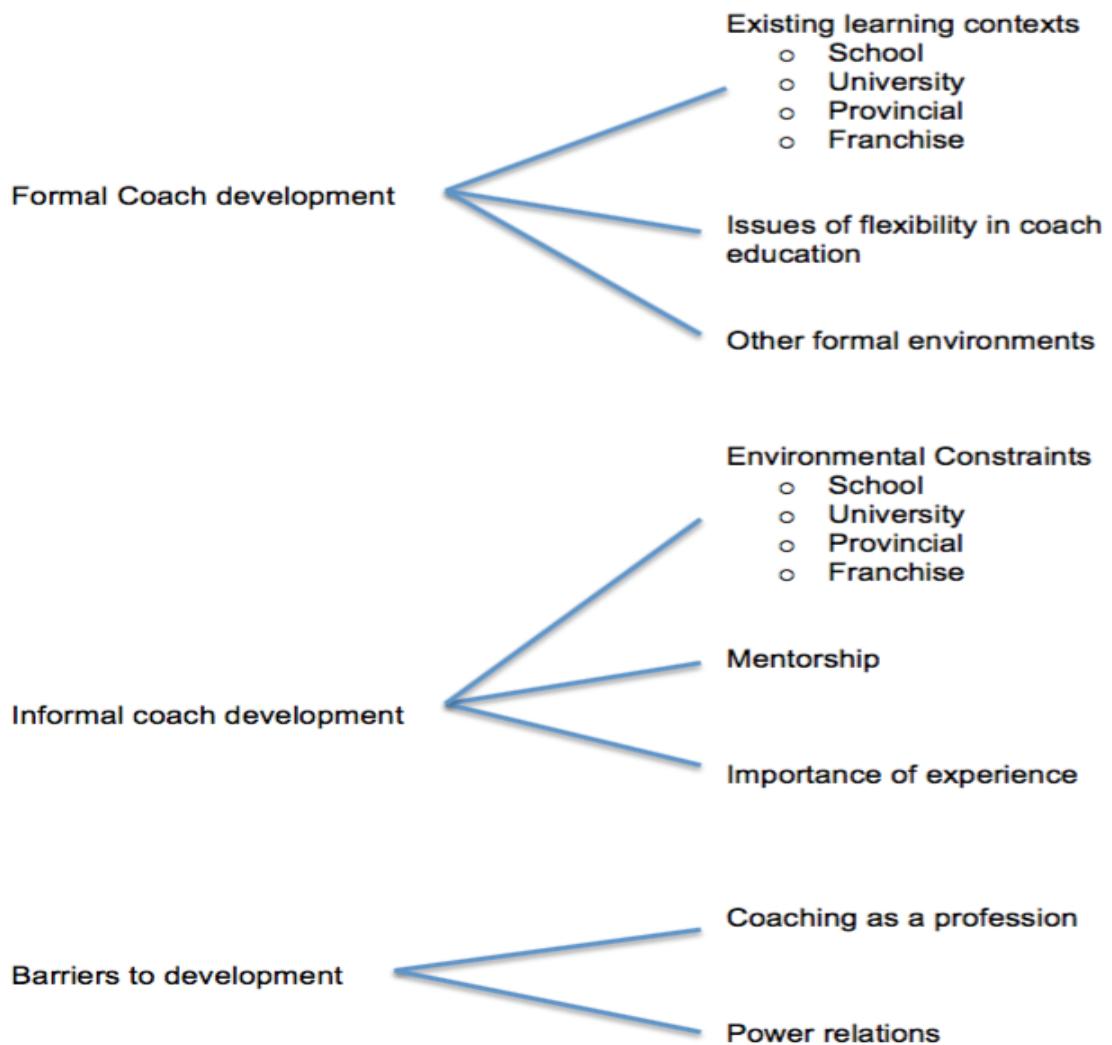 Existing learning contexts
o School
o University
o Provincial
o Franchise
Formal Coach development
Issues of flexibility in coach
education
Other formal environments
Environmental Constraints
o School
o University
o Provincial
o Franchise
Mentorship
Informal coach development
Importance of experience
Coaching as a profession
Barriers to development
Power relations